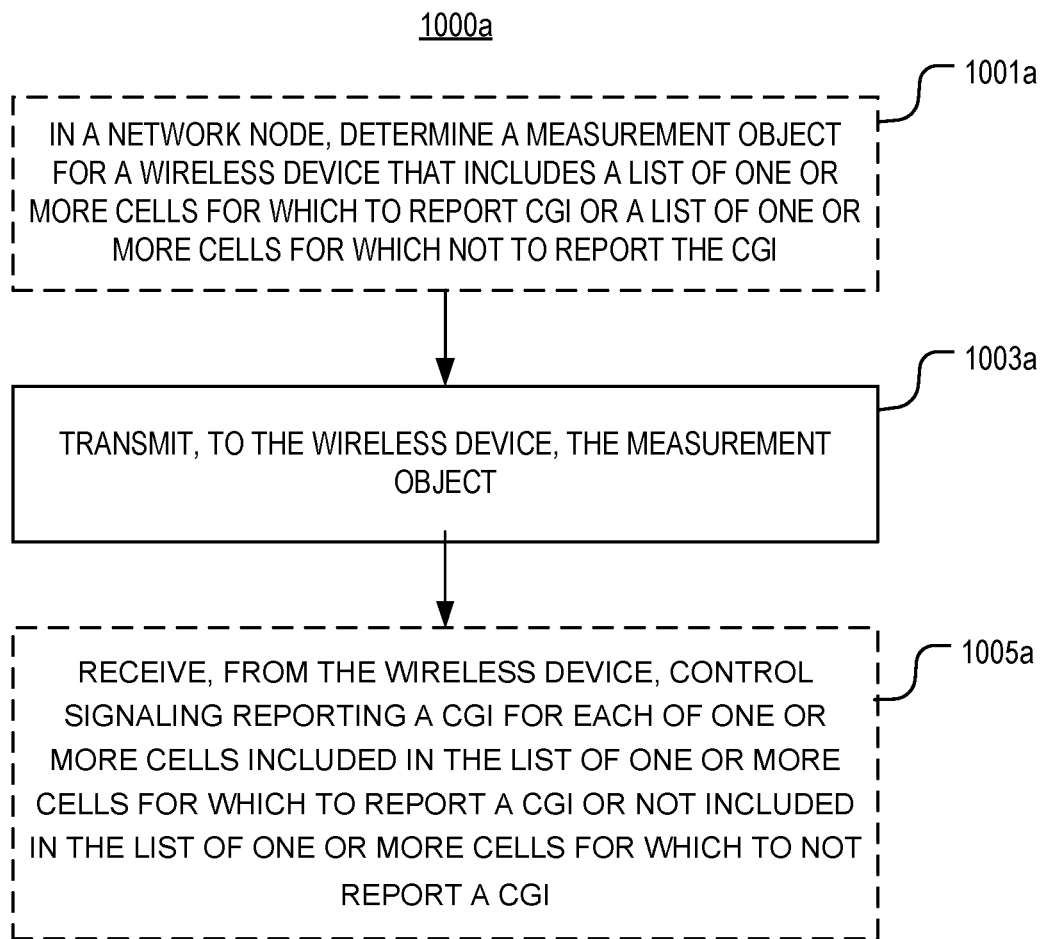 1000a
1001a
IN A NETWORK NODE, DETERMINE A MEASUREMENT OBJECT
FOR A WIRELESS DEVICE THAT INCLUDES A LIST OF ONE OR
MORE CELLS FOR WHICH TO REPORT CGI OR A LIST OF ONE OR
MORE CELLS FOR WHICH NOT TO REPORT THE CGI
1003a
TRANSMIT, TO THE WIRELESS DEVICE, THE MEASUREMENT
OBJECT
1005a
RECEIVE, FROM THE WIRELESS DEVICE, CONTROL
SIGNALING REPORTING A CGI FOR EACH OF ONE OR
MORE CELLS INCLUDED IN THE LIST OF ONE OR MORE
CELLS FOR WHICH TO REPORT A CGI OR NOT INCLUDED
IN THE LIST OF ONE OR MORE CELLS FOR WHICH TO NOT
REPORT A CGI